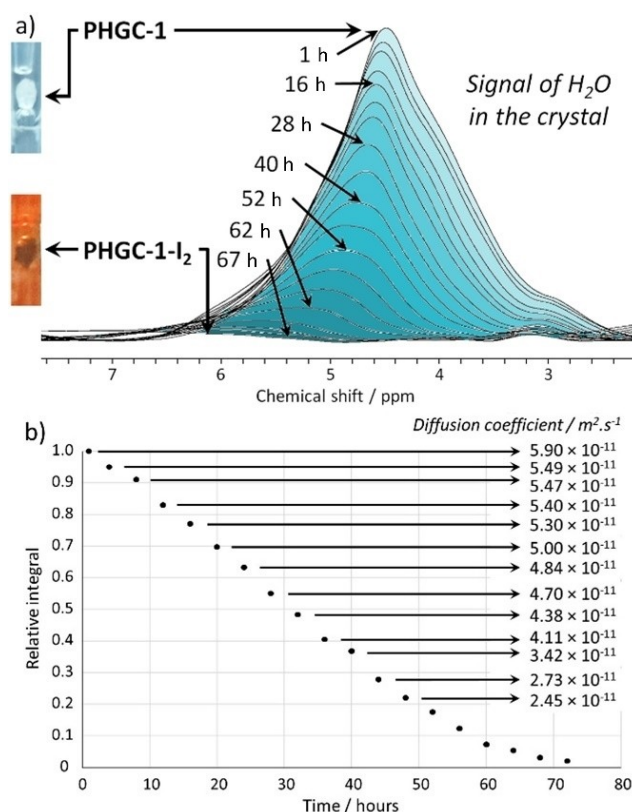 a)
PHGC-1
1 h
16 h
Signal of H₂O
in the crystal
28 h
40 h
52 h
PHGC-1-I₂
62 h
67 h
7 6 5 4 3
Chemical shift / ppm
b)
Diffusion coefficient / m².s⁻¹
1.0
0.9
0.8
0.7
0.6
0.5
0.4
0.3
0.2
0.1
0
Relative integral
5.90 × 10⁻¹¹
5.49 × 10⁻¹¹
5.47 × 10⁻¹¹
5.40 × 10⁻¹¹
5.30 × 10⁻¹¹
5.00 × 10⁻¹¹
4.84 × 10⁻¹¹
4.70 × 10⁻¹¹
4.38 × 10⁻¹¹
4.11 × 10⁻¹¹
3.42 × 10⁻¹¹
2.73 × 10⁻¹¹
2.45 × 10⁻¹¹
0 10 20 30 40 50 60 70 80
Time / hours